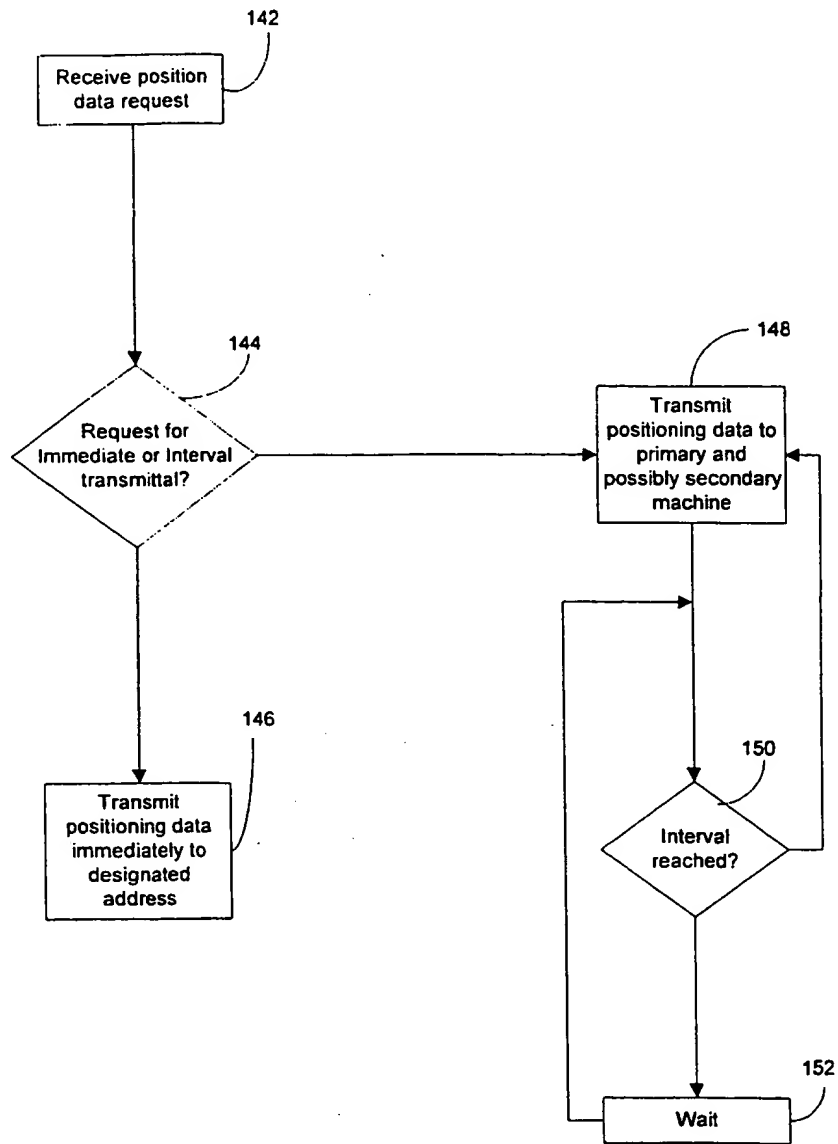 142
Receive position
data request
144
Request for
Immediate or Interval
transmittal?
148
Transmit
positioning data to
primary and
possibly secondary
machine
146
Transmit
positioning data
immediately to
designated
address
150
Interval
reached?
152
Wait